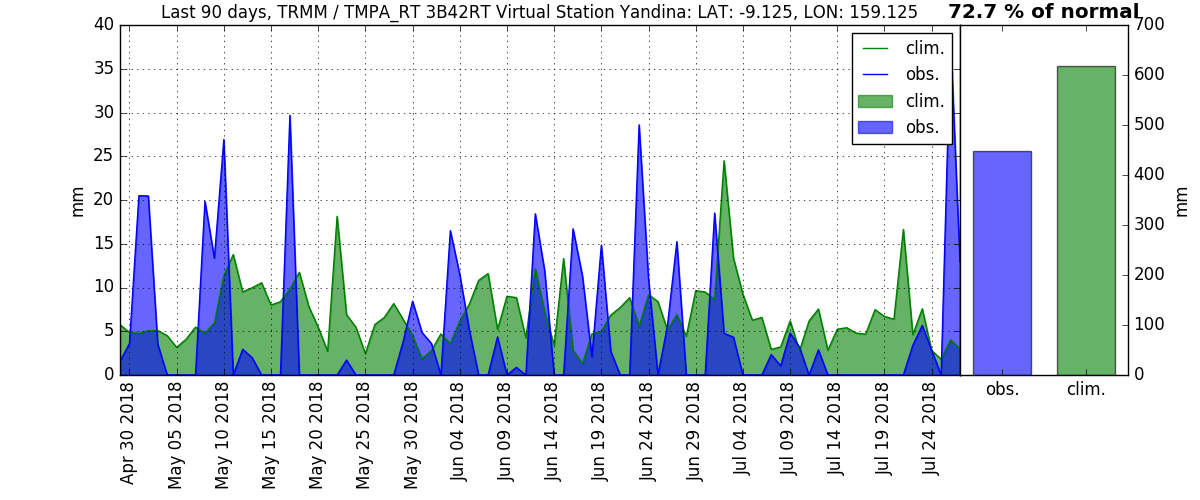 Last 90 days, TRMM / TMPA_RT 3B42RT Virtual Station Yandina: LAT: -9.125, LON: 159.125
72.7 % of normal
40
35
30
25
20
15
10
5
0
mm
clim.
obs.
clim.
obs.
700
600
500
400
300
200
100
0
mm
obs.
clim.
Apr 30 2018
May 05 2018
May 10 2018
May 15 2018
May 20 2018
May 25 2018
May 30 2018
Jun 04 2018
Jun 09 2018
Jun 14 2018
Jun 19 2018
Jun 24 2018
Jun 29 2018
Jul 04 2018
Jul 09 2018
Jul 14 2018
Jul 19 2018
Jul 24 2018